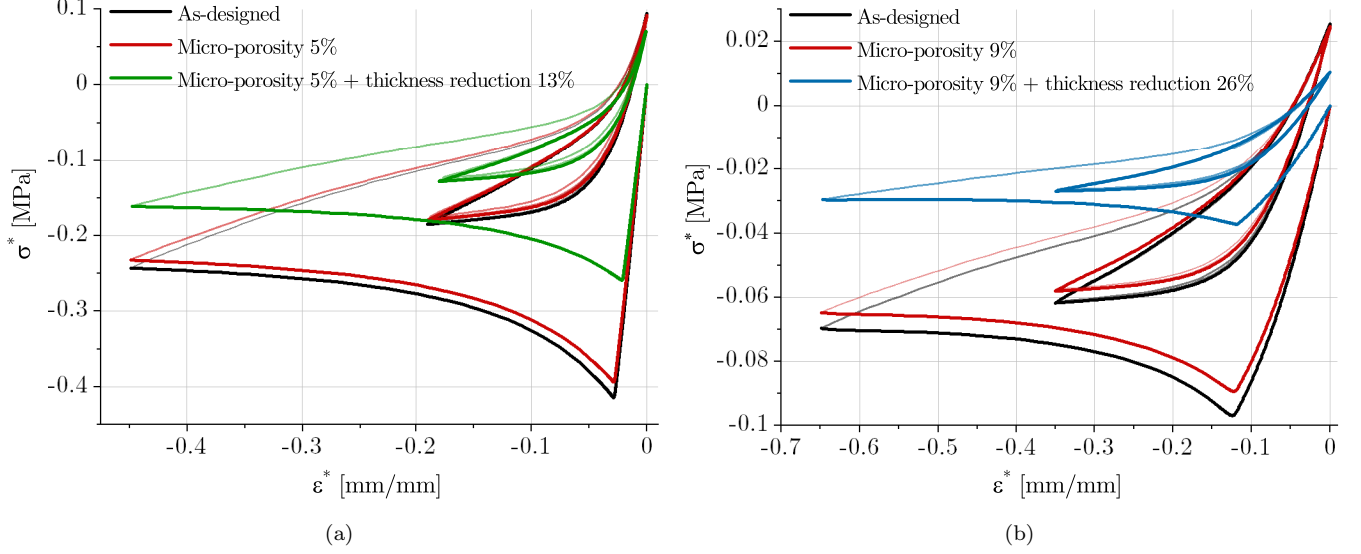 As-designed
Micro-porosity 5%
Micro-porosity 5% + thickness reduction 13%
0.1
0
-0.1
-0.2
-0.3
-0.4
σ* [MPa]
-0.4
-0.3
-0.2
-0.1
0
ε* [mm/mm]
(a)
As-designed
Micro-porosity 9%
Micro-porosity 9% + thickness reduction 26%
0.02
0
-0.02
-0.04
-0.06
-0.08
-0.1
σ* [MPa]
-0.7
-0.6
-0.5
-0.4
-0.3
-0.2
-0.1
0
ε* [mm/mm]
(b)